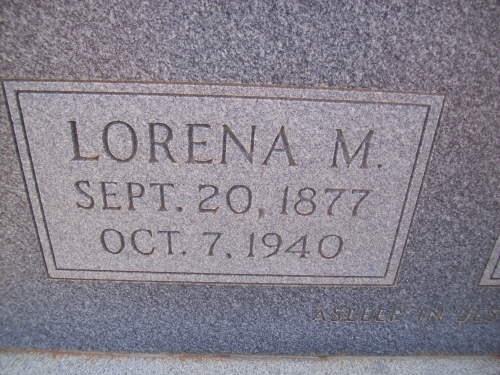 LORENA M.
SEPT. 20, 1877
OCT. 7, 1940
ASLEEP IN